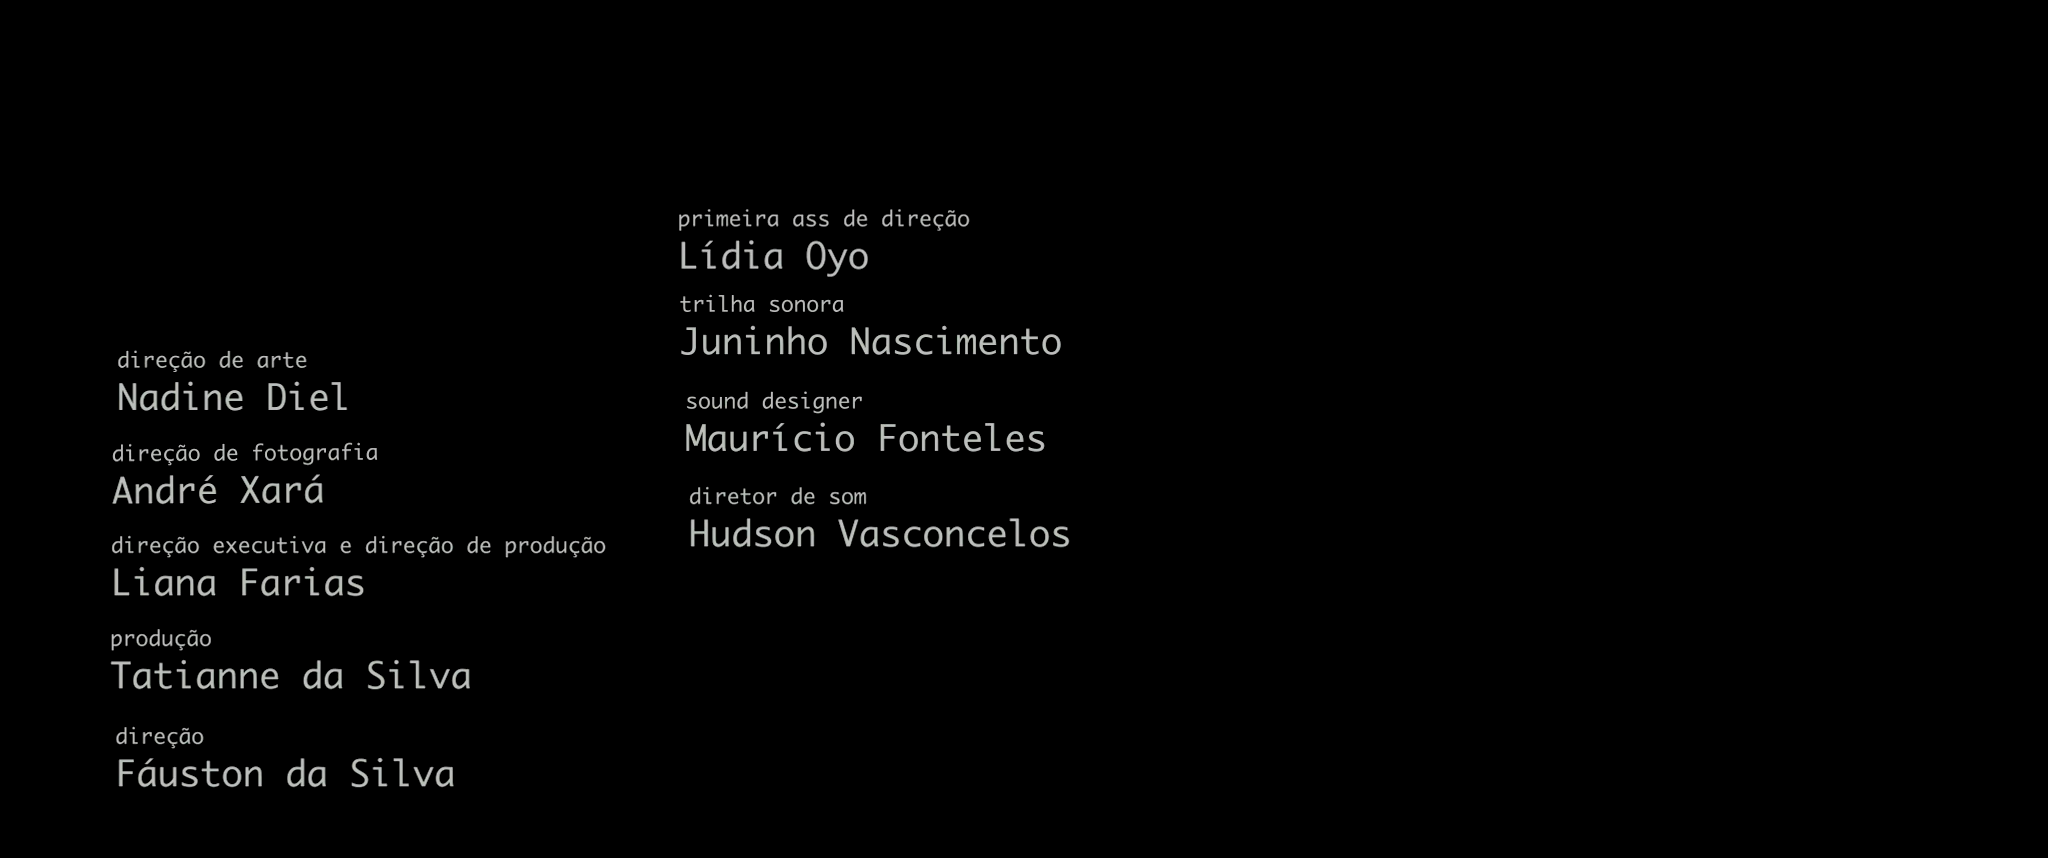 direção de arte
Nadine Diel
direção de fotografia
André Xará
direção executiva e direção de produção
Liana Farias
produção
Tatianne da Silva
direção
Fáuston da Silva
primeira ass de direção
Lídia Oyo
trilha sonora
Juninho Nascimento
sound designer
Maurício Fonteles
diretor de som
Hudson Vasconcelos